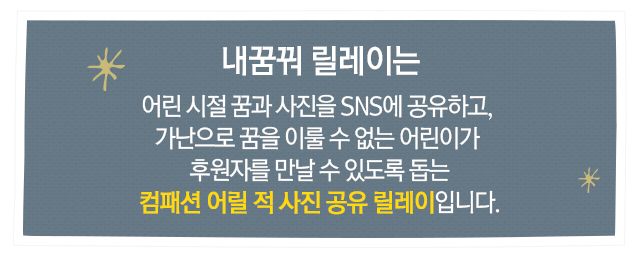 내꿈꿔 릴레이는
어린 시절 꿈과 사진을 SNS에 공유하고,
가난으로 꿈을 이룰 수 없는 어린이가
후원자를 만날 수 있도록 돕는
컴패션 어릴 적 사진 공유 릴레이입니다.